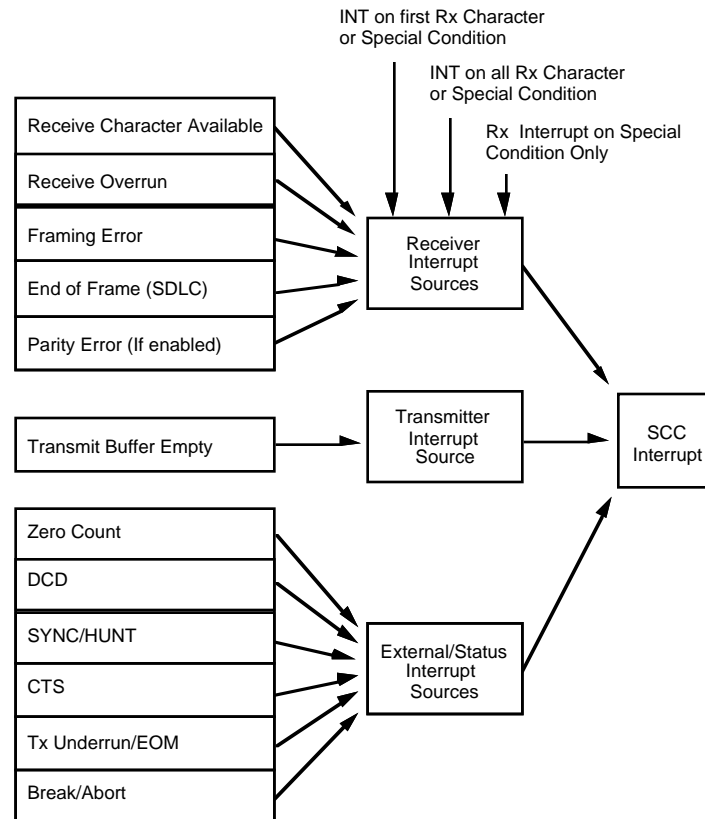 INT on first Rx Character
or Special Condition
INT on all Rx Character
or Special Condition
Rx Interrupt on Special
Condition Only
Receive Character Available
Receive Overrun
Framing Error
End of Frame (SDLC)
Parity Error (If enabled)
Receiver
Interrupt
Sources
Transmit Buffer Empty
Transmitter
Interrupt
Source
SCC
Interrupt
Zero Count
DCD
SYNC/HUNT
CTS
Tx Underrun/EOM
Break/Abort
External/Status
Interrupt
Sources